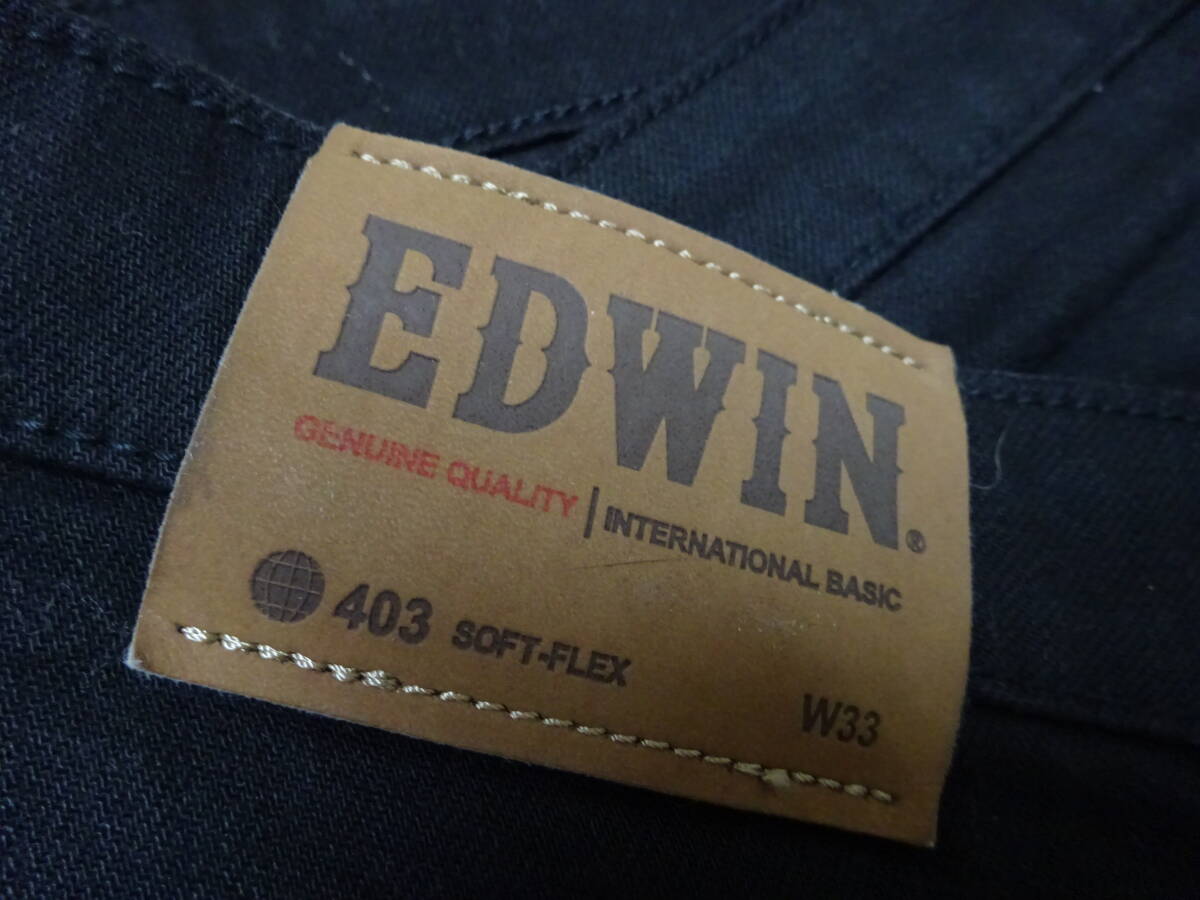 EDWIN®
GENUINE QUALITY | INTERNATIONAL BASIC
403 SOFT-FLEX
W33